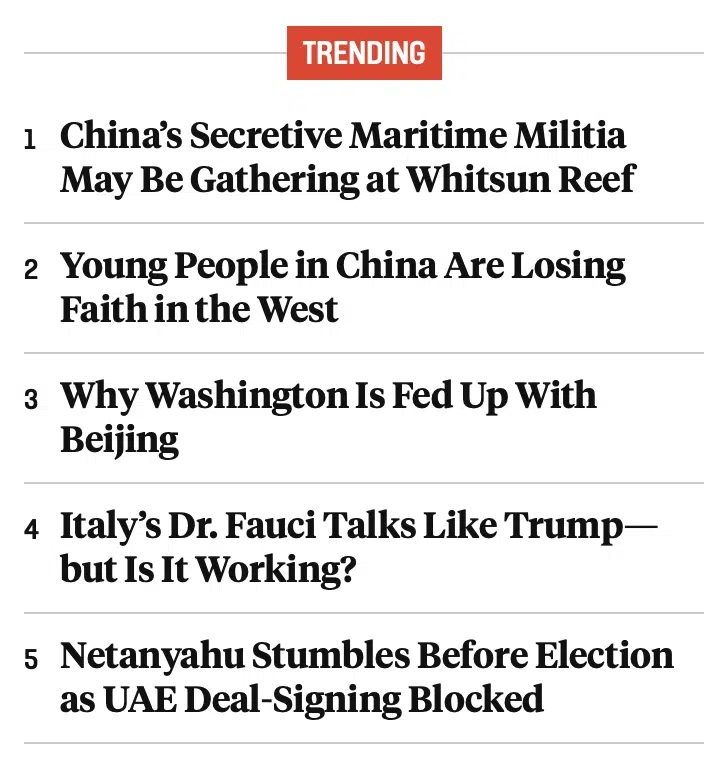 TRENDING
1 China’s Secretive Maritime Militia
May Be Gathering at Whitsun Reef
2 Young People in China Are Losing
Faith in the West
3 Why Washington Is Fed Up With
Beijing
4 Italy’s Dr. Fauci Talks Like Trump—
but Is It Working?
5 Netanyahu Stumbles Before Election
as UAE Deal-Signing Blocked